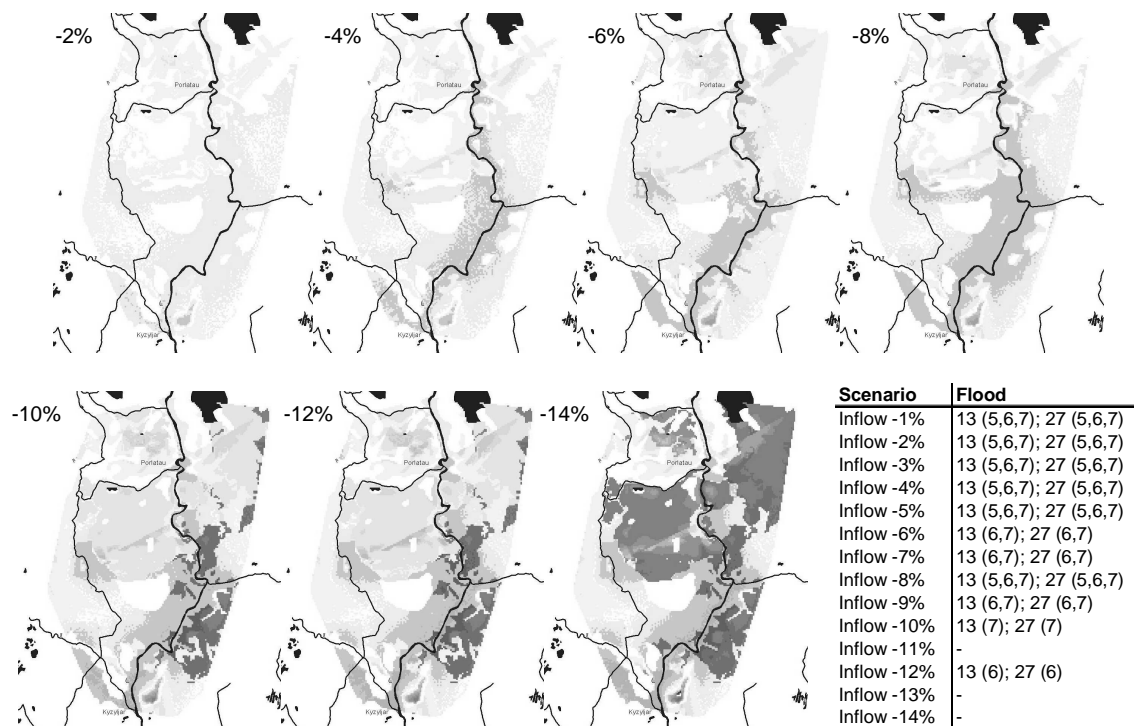 -2%
-4%
-6%
-8%
Portatau
Portatau
Portatau
Portatau
Kyzyljar
Kyzyljar
Kyzyljar
Kyzyljar
-10%
-12%
-14%
Portatau
Portatau
Portatau
Kyzyljar
Kyzyljar
Kyzyljar
Scenario Flood
Inflow -1% 13 (5,6,7); 27 (5,6,7)
Inflow -2% 13 (5,6,7); 27 (5,6,7)
Inflow -3% 13 (5,6,7); 27 (5,6,7)
Inflow -4% 13 (5,6,7); 27 (5,6,7)
Inflow -5% 13 (5,6,7); 27 (5,6,7)
Inflow -6% 13 (6,7); 27 (6,7)
Inflow -7% 13 (6,7); 27 (6,7)
Inflow -8% 13 (5,6,7); 27 (5,6,7)
Inflow -9% 13 (6,7); 27 (6,7)
Inflow -10% 13 (7); 27 (7)
Inflow -11% -
Inflow -12% 13 (6); 27 (6)
Inflow -13% -
Inflow -14% -